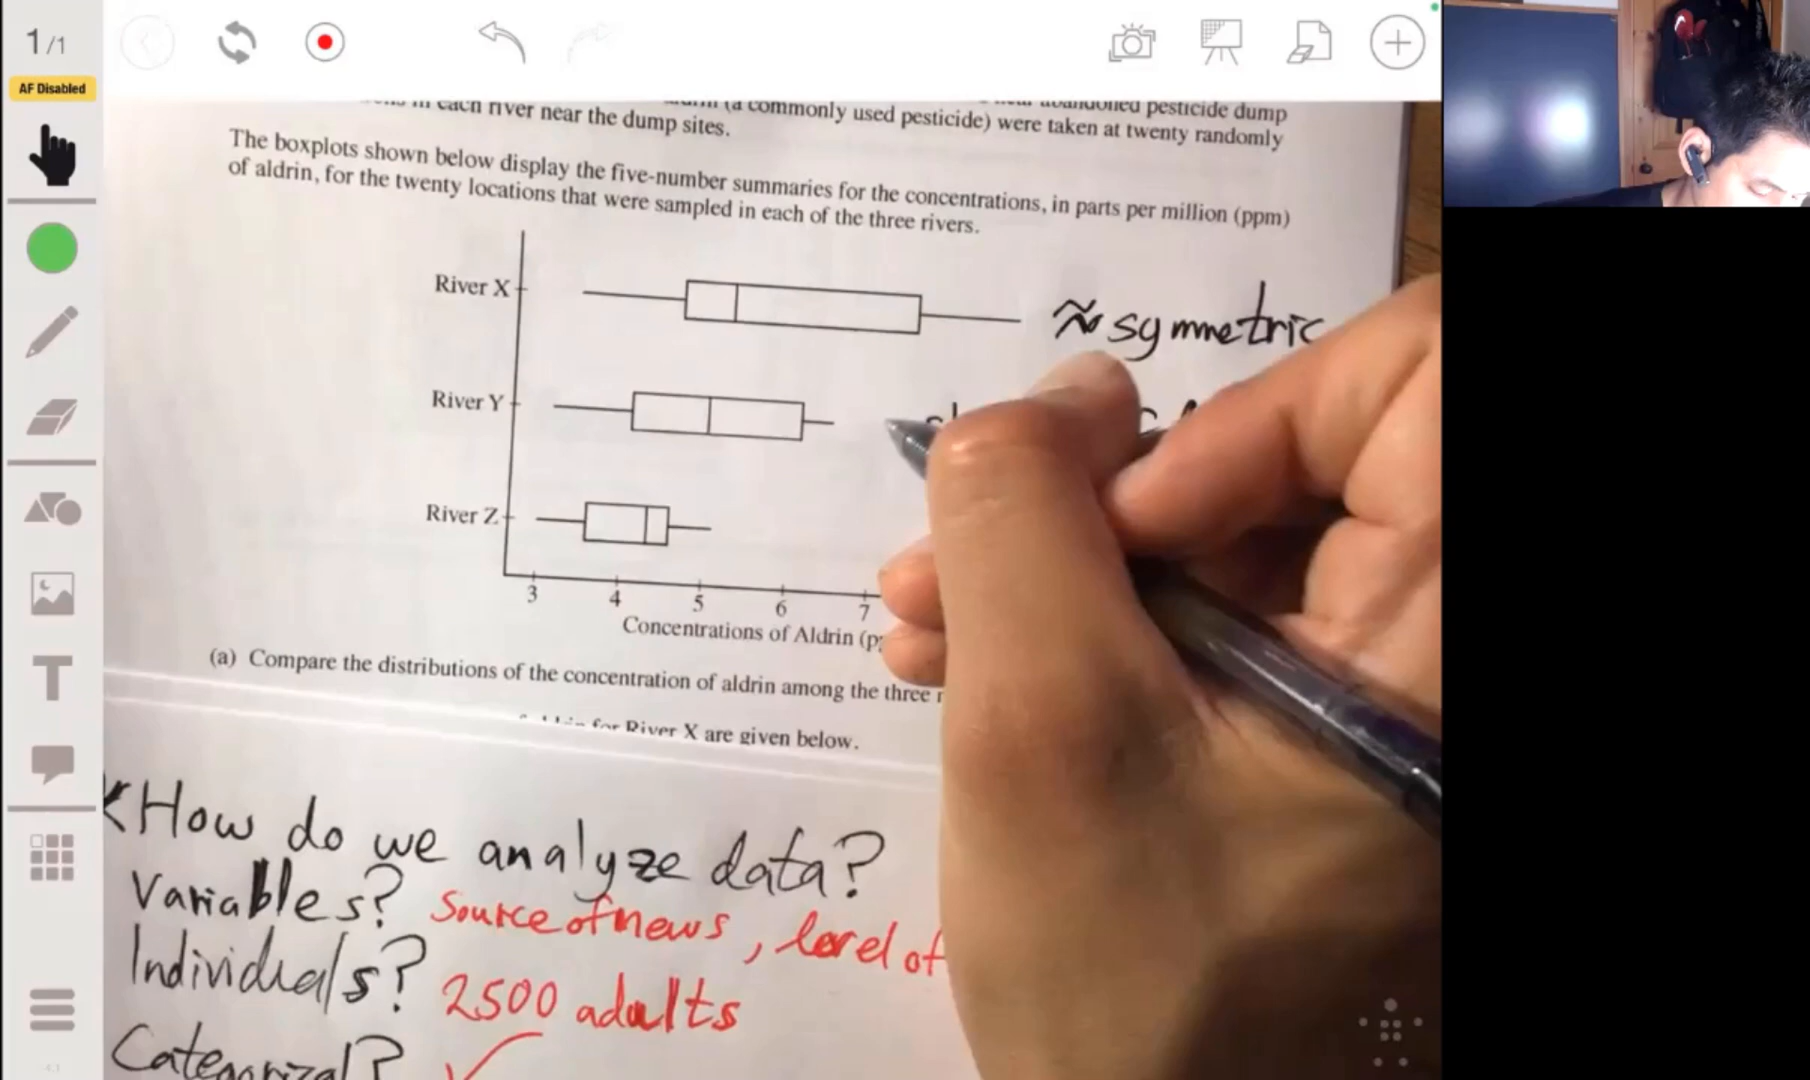 1/1
AF Disabled
(a commonly used pesticide) were taken at twenty randomly
in each river near the dump sites.
abandoned pesticide dump
The boxplots shown below display the five-number summaries for the concentrations, in parts per million (ppm)
of aldrin, for the twenty locations that were sampled in each of the three rivers.
River X
≈ symmetric
River Y
River Z
3 4 5 6 7
Concentrations of Aldrin (p
(a) Compare the distributions of the concentration of aldrin among the three r
for River X are given below.
How do we analyze data?
Variables? Source of news, level of
Individuals? 2500 adults
Categorical? ✓
T